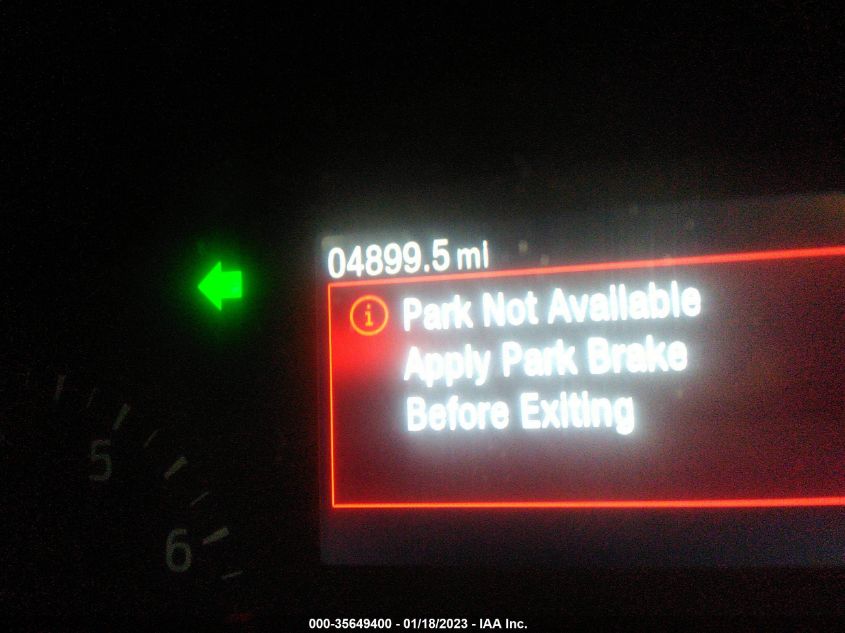 04899.5 mi
i Park Not Available
Apply Park Brake
Before Exiting
5
6
000-35649400 - 01/18/2023 - IAA Inc.